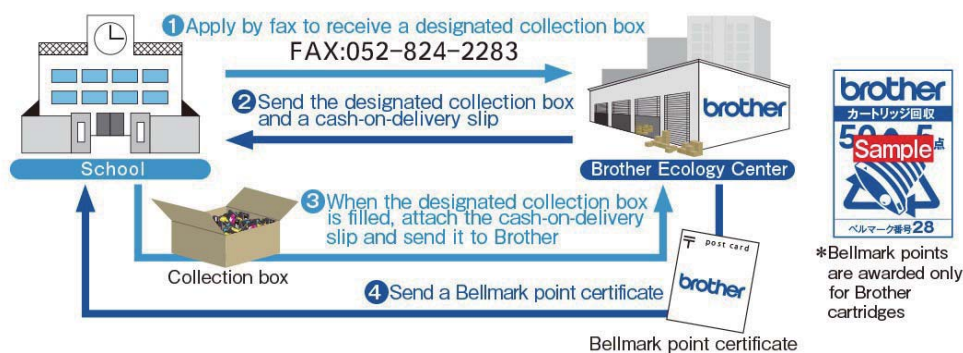 1 Apply by fax to receive a designated collection box
FAX:052-824-2283
2 Send the designated collection box
and a cash-on-delivery slip
brother
School
Brother Ecology Center
3 When the designated collection box
is filled, attach the cash-on-delivery
slip and send it to Brother
Collection box
4 Send a Bellmark point certificate
〒 post card
brother
Bellmark point certificate
brother
カートリッジ回収
Sample
点
ベルマーク番号28
*Bellmark points
are awarded only
for Brother
cartridges